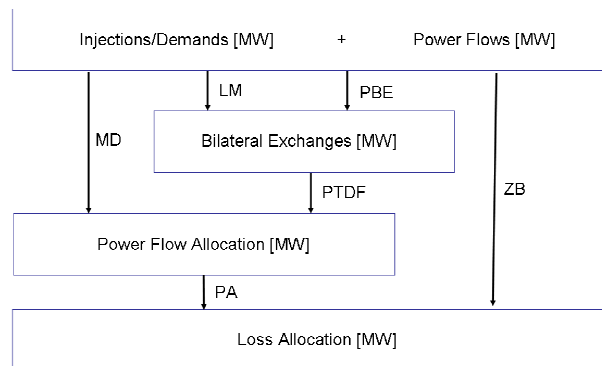 Injections/Demands [MW] + Power Flows [MW]
LM
PBE
MD
Bilateral Exchanges [MW]
PTDF
ZB
Power Flow Allocation [MW]
PA
Loss Allocation [MW]